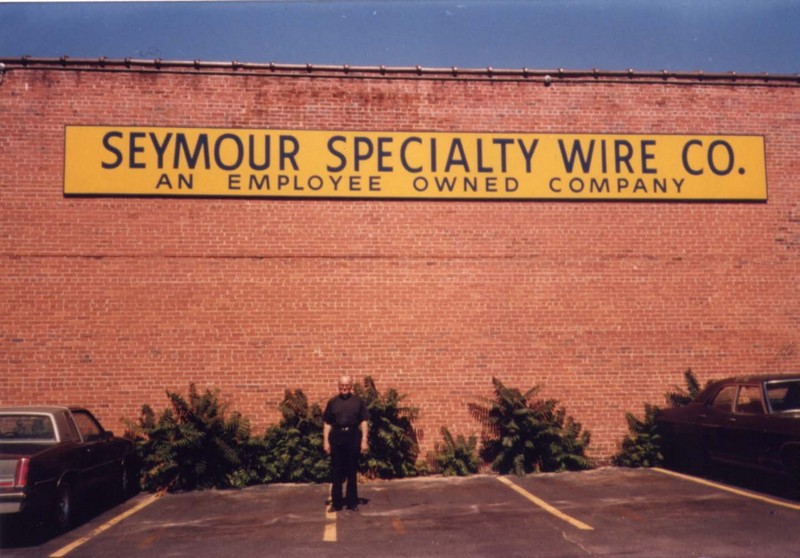 SEYMOUR SPECIALTY WIRE CO.
AN EMPLOYEE OWNED COMPANY